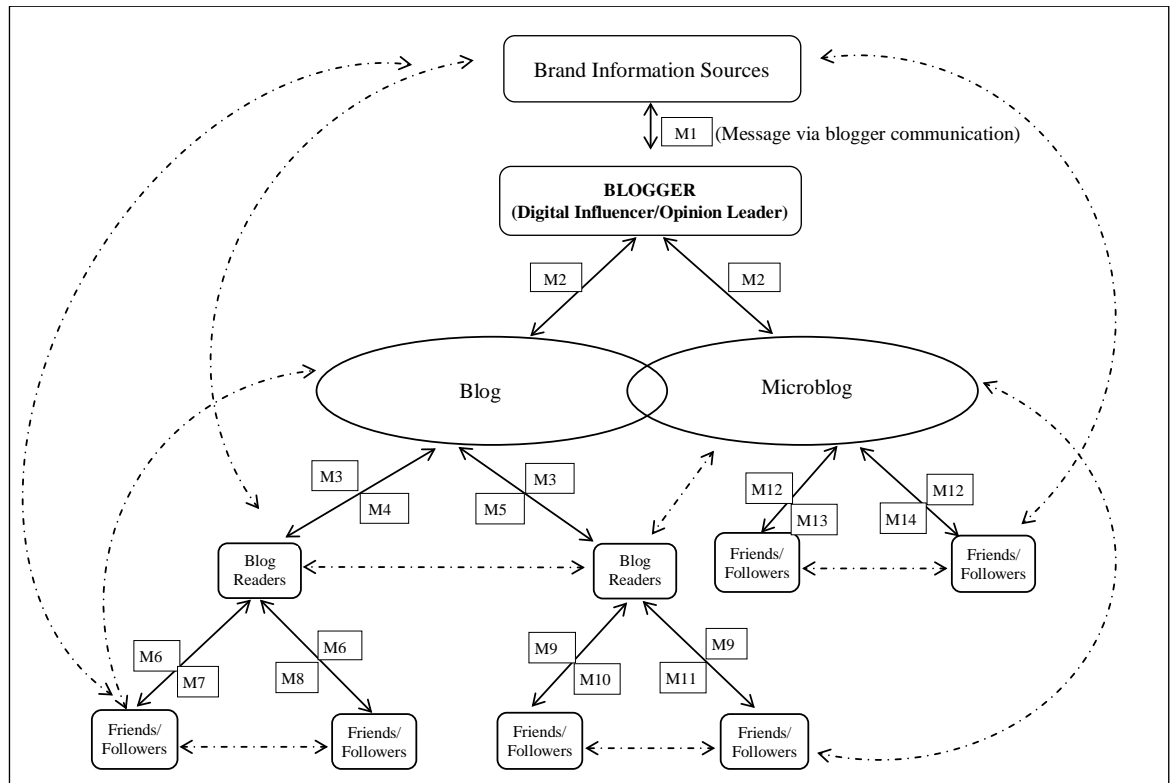 Brand Information Sources
M1 (Message via blogger communication)
BLOGGER
(Digital Influencer/Opinion Leader)
M2
M2
Blog
Microblog
M3
M3
M12
M12
M4
M5
M13
M14
Blog
Readers
Blog
Readers
Friends/
Followers
Friends/
Followers
M6
M6
M9
M9
M7
M8
M10
M11
Friends/
Followers
Friends/
Followers
Friends/
Followers
Friends/
Followers